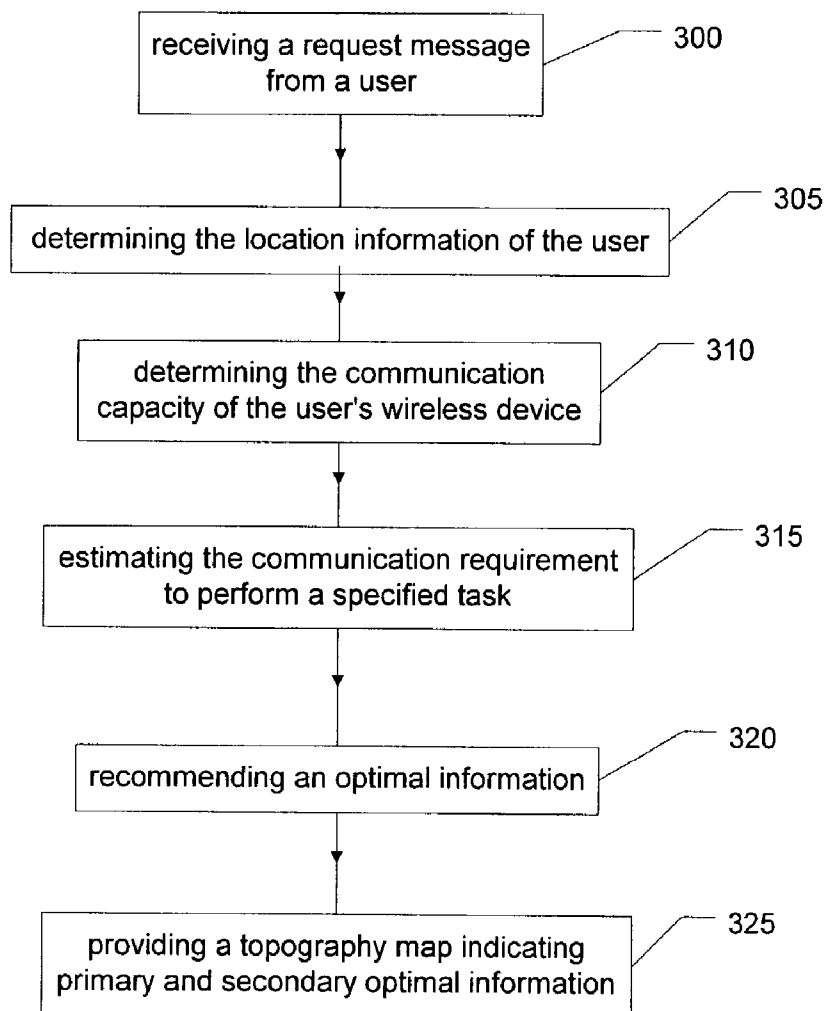 receiving a request message
from a user
300
305
determining the location information of the user
310
determining the communication
capacity of the user's wireless device
315
estimating the communication requirement
to perform a specified task
320
recommending an optimal information
325
providing a topography map indicating
primary and secondary optimal information